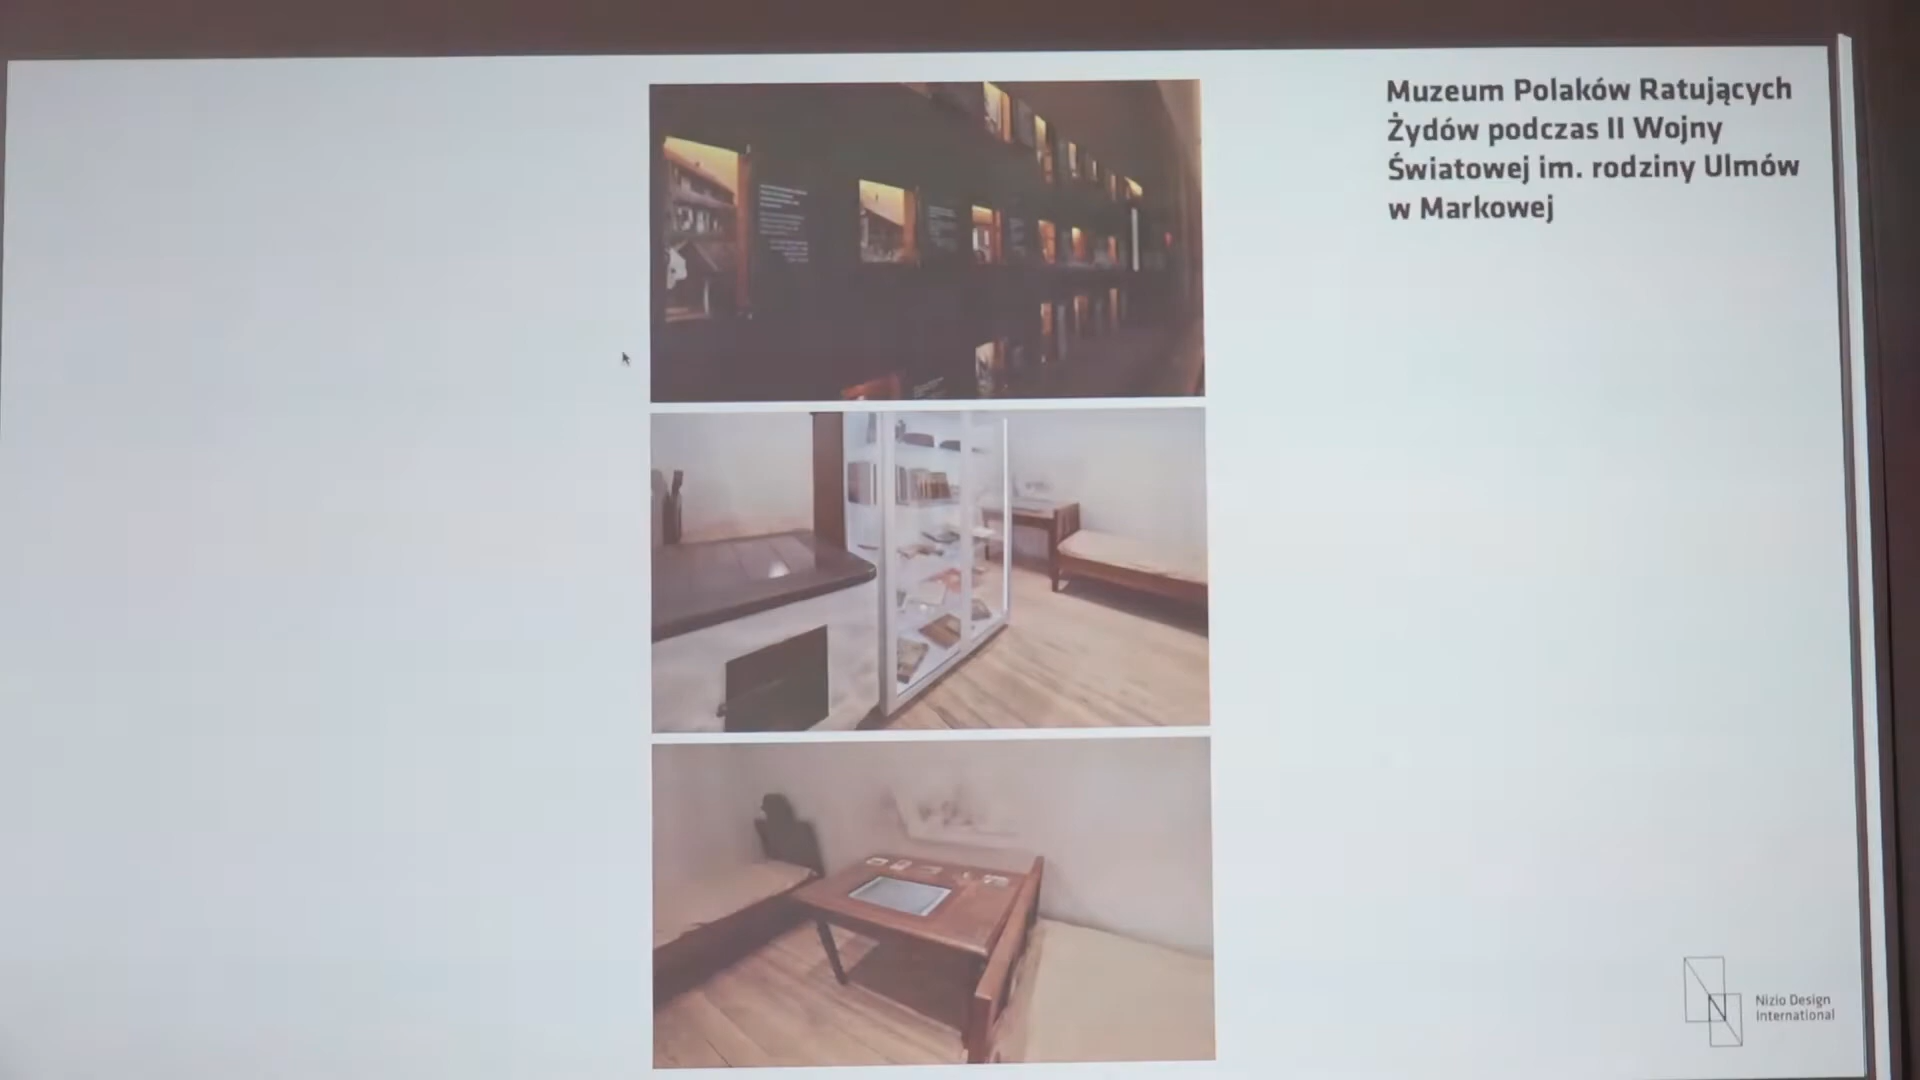 Muzeum Polaków Ratujących
Żydów podczas II Wojny
Światowej im. rodziny Ulmów
w Markowej
Nizio Design
International